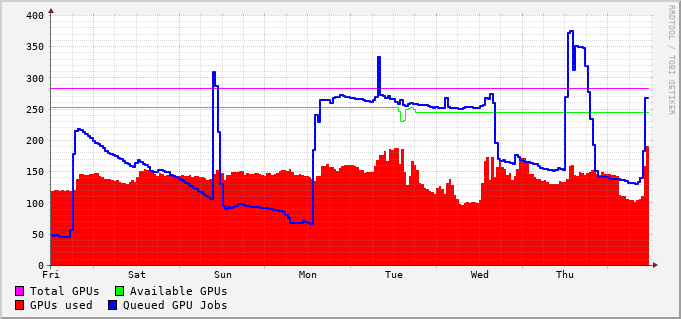 400
350
300
250
200
150
100
50
0
Fri Sat Sun Mon Tue Wed Thu
Total GPUs Available GPUs
GPUs used Queued GPU Jobs
RRDTOOL / TOBI OETIKER